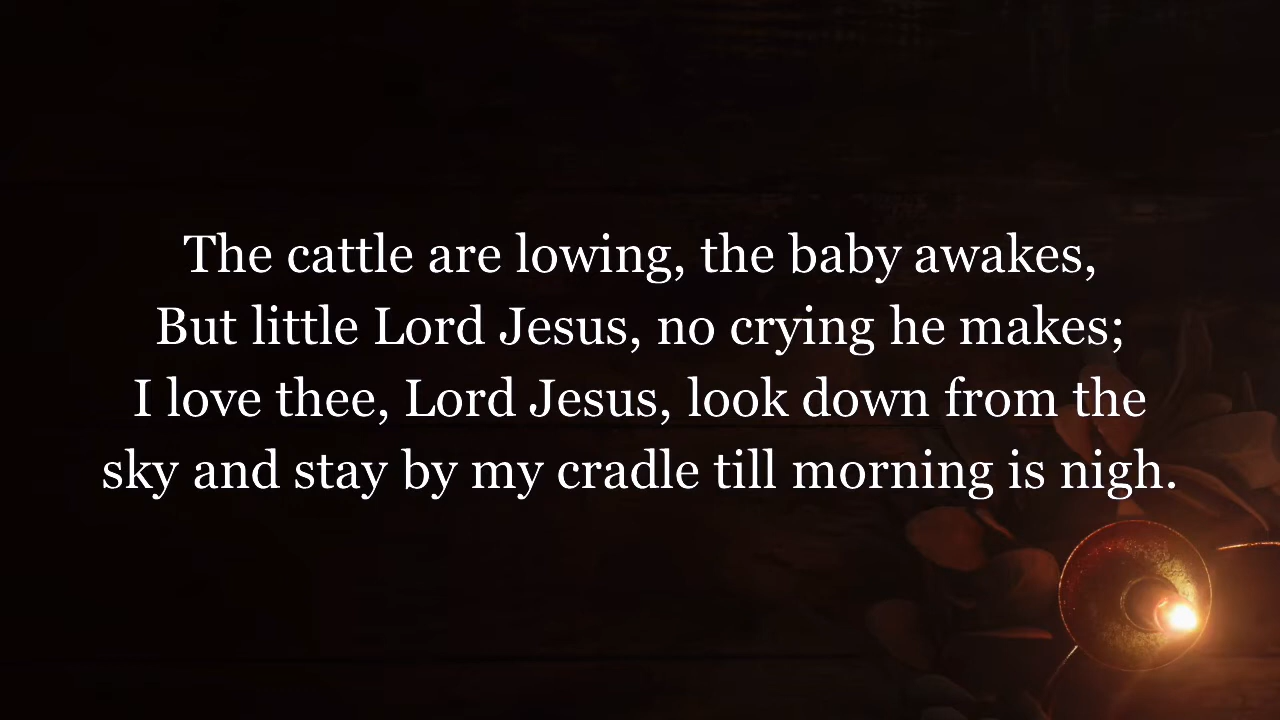 The cattle are lowing, the baby awakes,
But little Lord Jesus, no crying he makes;
I love thee, Lord Jesus, look down from the
sky and stay by my cradle till morning is nigh.